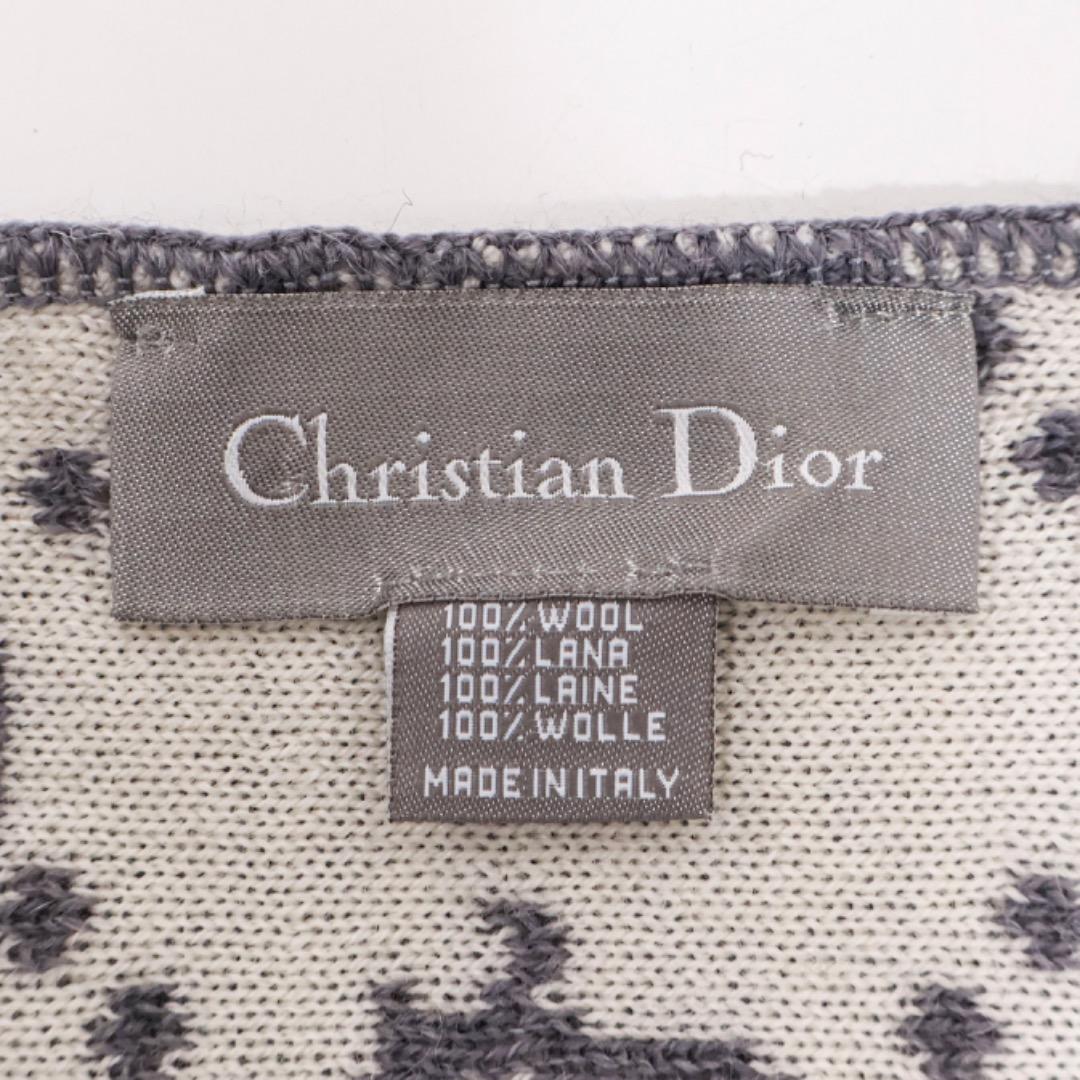 Christian Dior
100% WOOL
100% LANA
100% LAINE
100% WOLLE
MADE IN ITALY